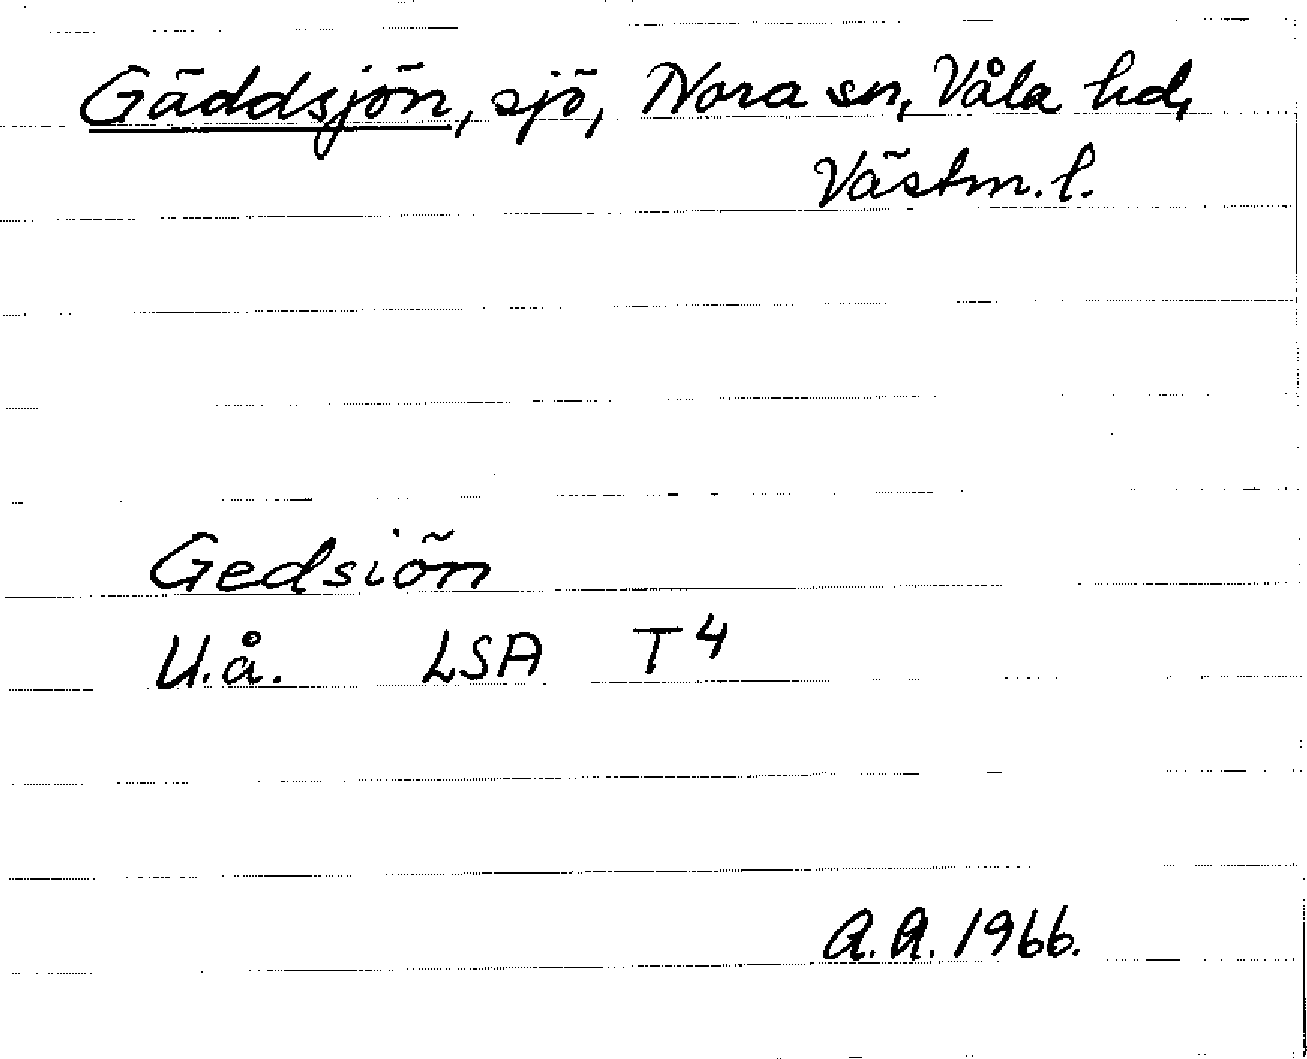 Gäddsjön, sjö, Nora sn, Våla hd,
Västm. l.
Gedsiön
U.å. LSA T4
A.A. 1966.